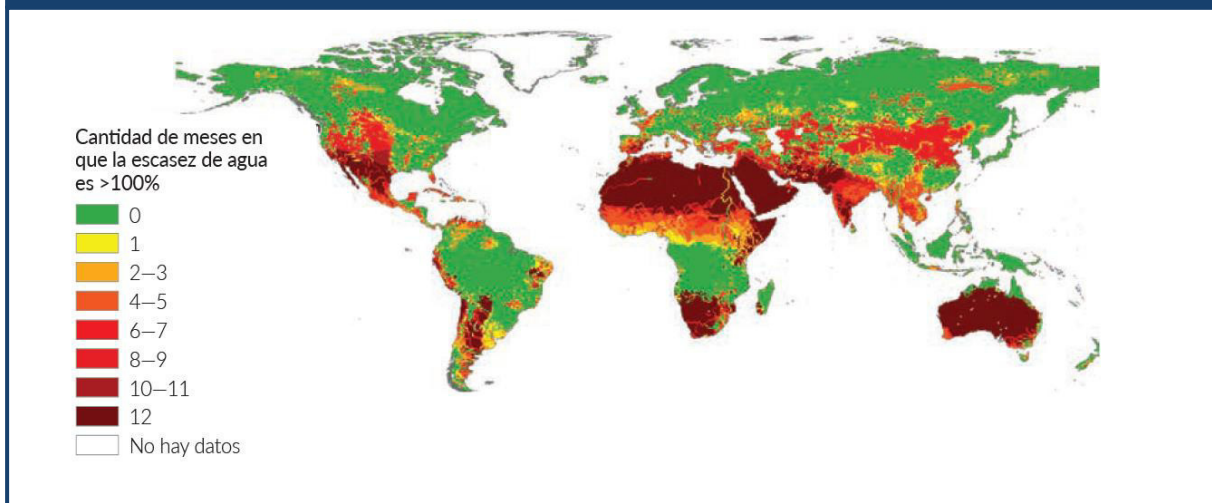 Cantidad de meses en
que la escasez de agua
es >100%
0
1
2—3
4—5
6—7
8—9
10—11
12
No hay datos